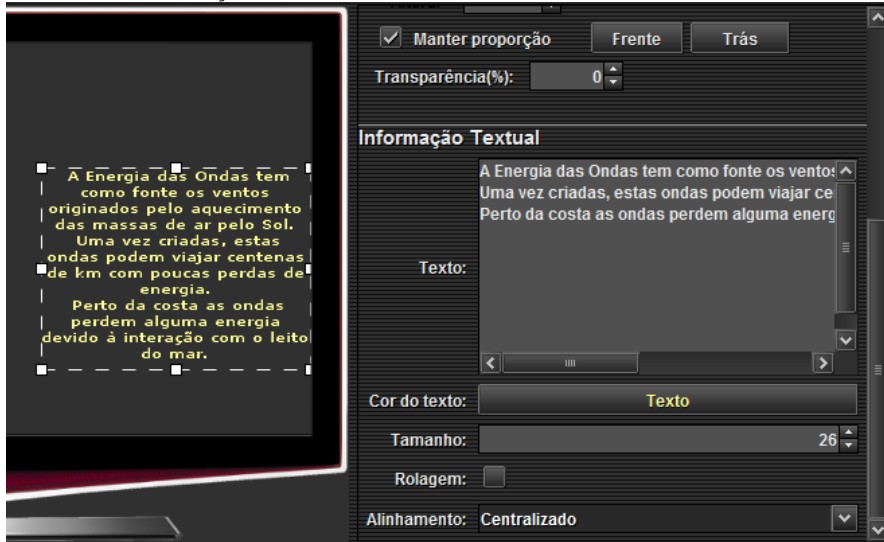 Manter proporção
Frente
Trás
Transparência(%):
0
Informação Textual
A Energia das Ondas tem
como fonte os ventos
originados pelo aquecimento
das massas de ar pelo Sol.
Uma vez criadas, estas
ondas podem viajar centenas
de km com poucas perdas de
energia.
Perto da costa as ondas
perdem alguma energia
devido à interação com o leito
do mar.
Texto:
A Energia das Ondas tem como fonte os ventos
Uma vez criadas, estas ondas podem viajar ce
Perto da costa as ondas perdem alguma energ
Cor do texto:
Texto
Tamanho:
26
Rolagem:
Alinhamento:
Centralizado